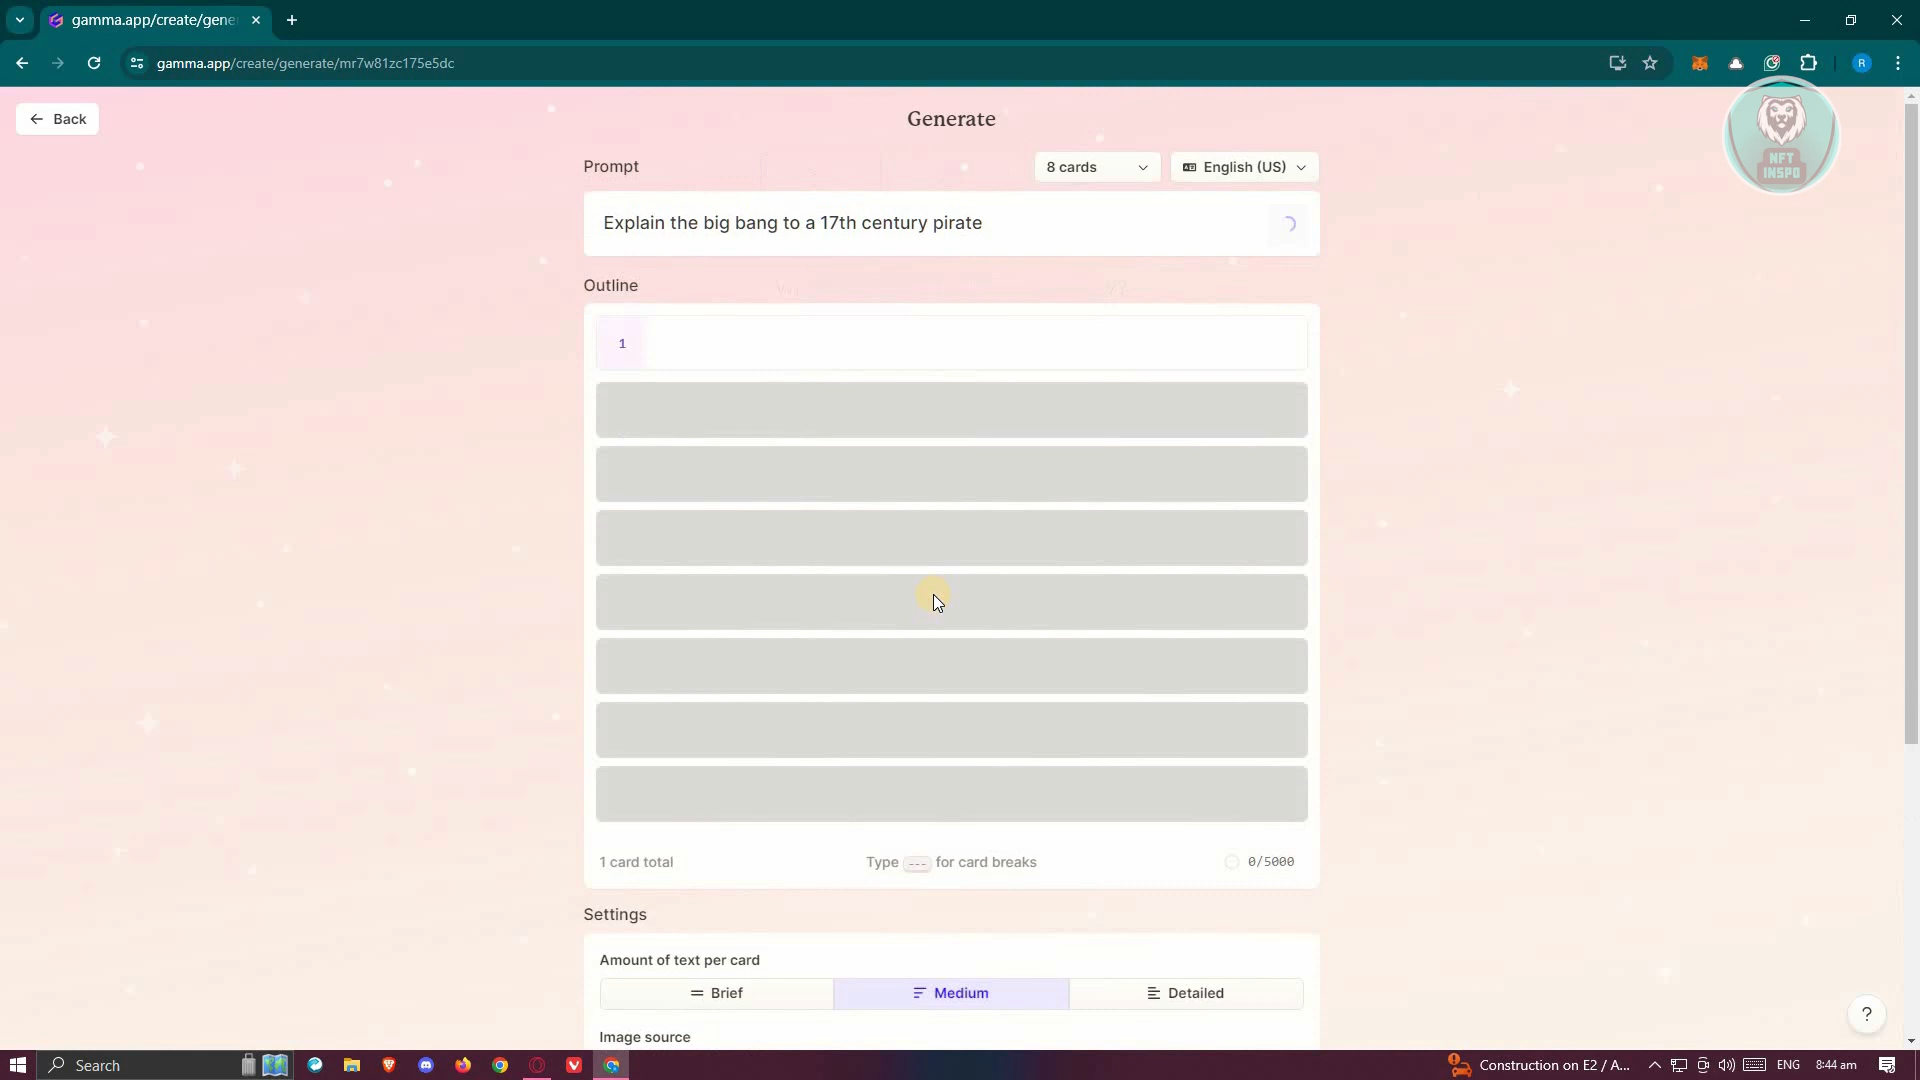 gamma.app/create/gene
gamma.app/create/generate/mr7w81zc175e5dc
R
Back
Generate
NFT
INSPO
Prompt
8 cards
English (US)
Explain the big bang to a 17th century pirate
Outline
1
1 card total
Type --- for card breaks
0/5000
Settings
Amount of text per card
Brief
Medium
Detailed
Image source
?
Search
Construction on E2 / A...
ENG
8:44 am